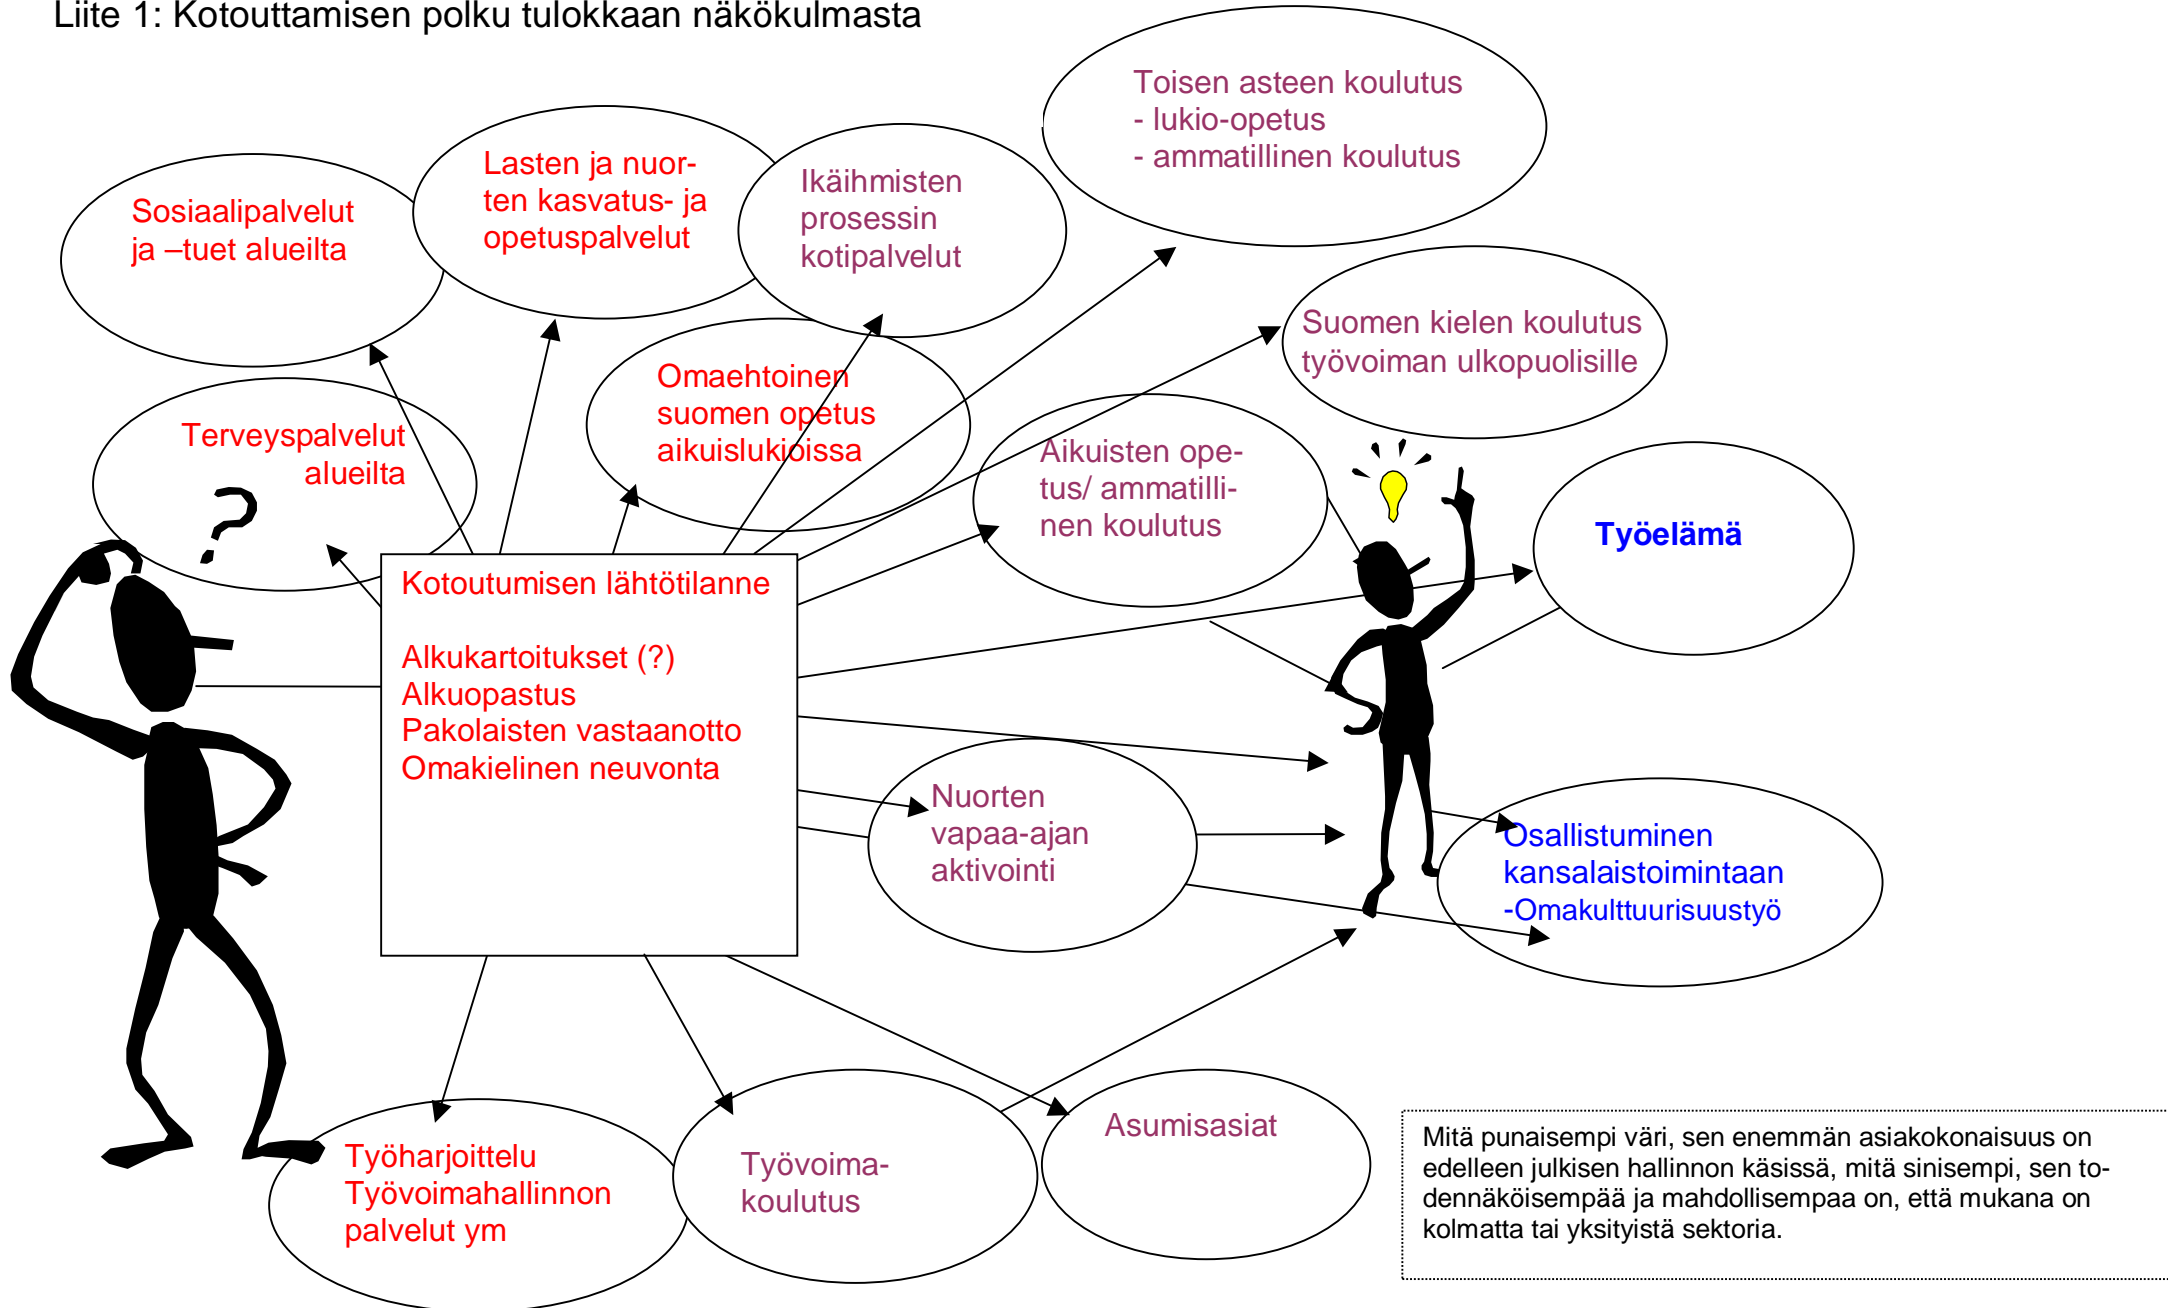 Liite 1: Kotouttamisen polku tulokkaan näkökulmasta
Toisen asteen koulutus
- lukio-opetus
- ammatillinen koulutus
Lasten ja nuor-
ten kasvatus- ja
opetuspalvelut
Ikäihmisten
prosessin
kotipalvelut
Sosiaalipalvelut
ja –tuet alueilta
Suomen kielen koulutus
työvoiman ulkopuolisille
Omaehtoinen
suomen opetus
aikuislukioissa
Terveyspalvelut
alueilta
?
Aikuisten ope-
tus/ ammatilli-
nen koulutus
Työelämä
Kotoutumisen lähtötilanne
Alkukartoitukset (?)
Alkuopastus
Pakolaisten vastaanotto
Omakielinen neuvonta
Nuorten
vapaa-ajan
aktivointi
Osallistuminen
kansalaistoimintaan
-Omakulttuurisuustyö
Työharjoittelu
Työvoimahallinnon
palvelut ym
Työvoima-
koulutus
Asumisasiat
Mitä punaisempi väri, sen enemmän asiakokonaisuus on
edelleen julkisen hallinnon käsissä, mitä sinisempi, sen to-
dennäköisempää ja mahdollisempaa on, että mukana on
kolmatta tai yksityistä sektoria.